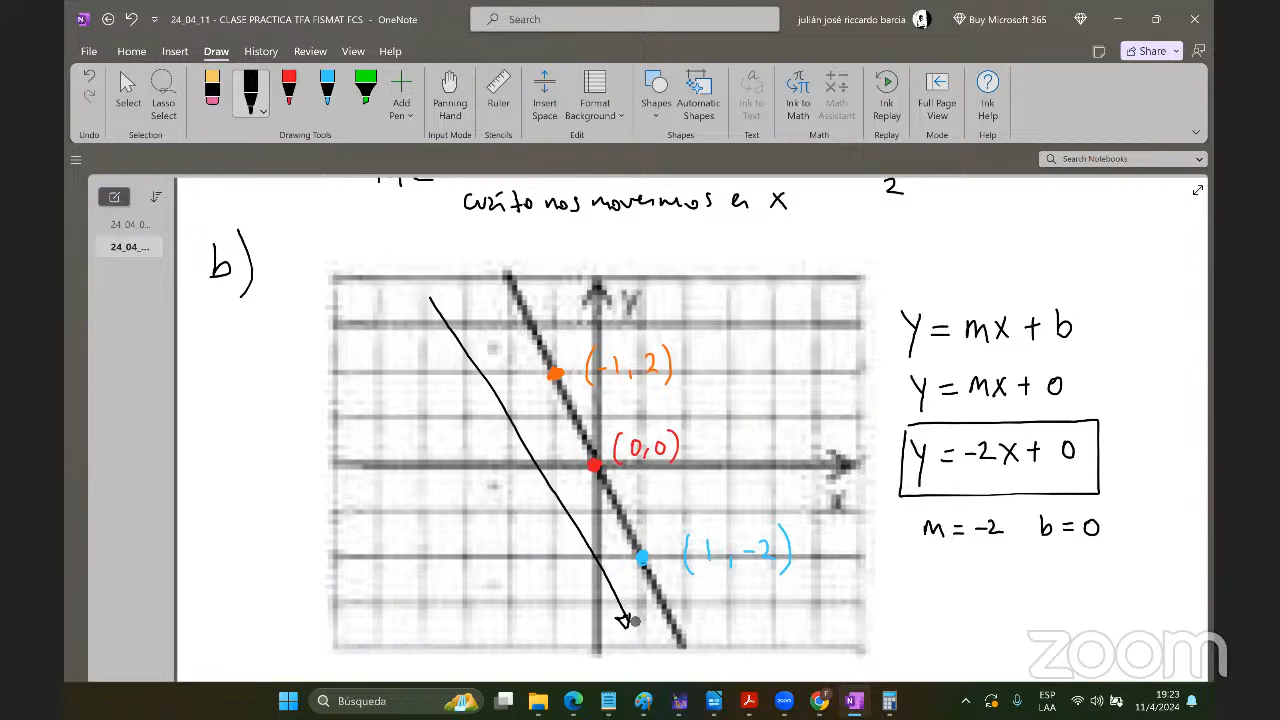 24_04_11 - CLASE PRACTICA TFA FISMAT FCS - OneNote
Search
julián josé riccardo barcia
Buy Microsoft 365
File Home Insert Draw History Review View Help
Share
Select
Lasso Select
Add Pen
Panning Hand
Ruler
Insert Space
Format Background
Shapes
Automatic Shapes
Ink to Text
Ink to Math
Math Assistant
Ink Replay
Full Page View
Ink Help
Undo Selection Drawing Tools Input Mode Stencils Edit Shapes Text Math Replay Mode Help
Search Notebooks
24_04_0...
24_04_...
cuánto nos movemos en x
2
b)
Y
(-1, 2)
(0,0)
X
(1, -2)
Y = mX + b
Y = mX + 0
Y = -2X + 0
m = -2 b = 0
zoom
Búsqueda
ESP
LAA
19:23
11/4/2024